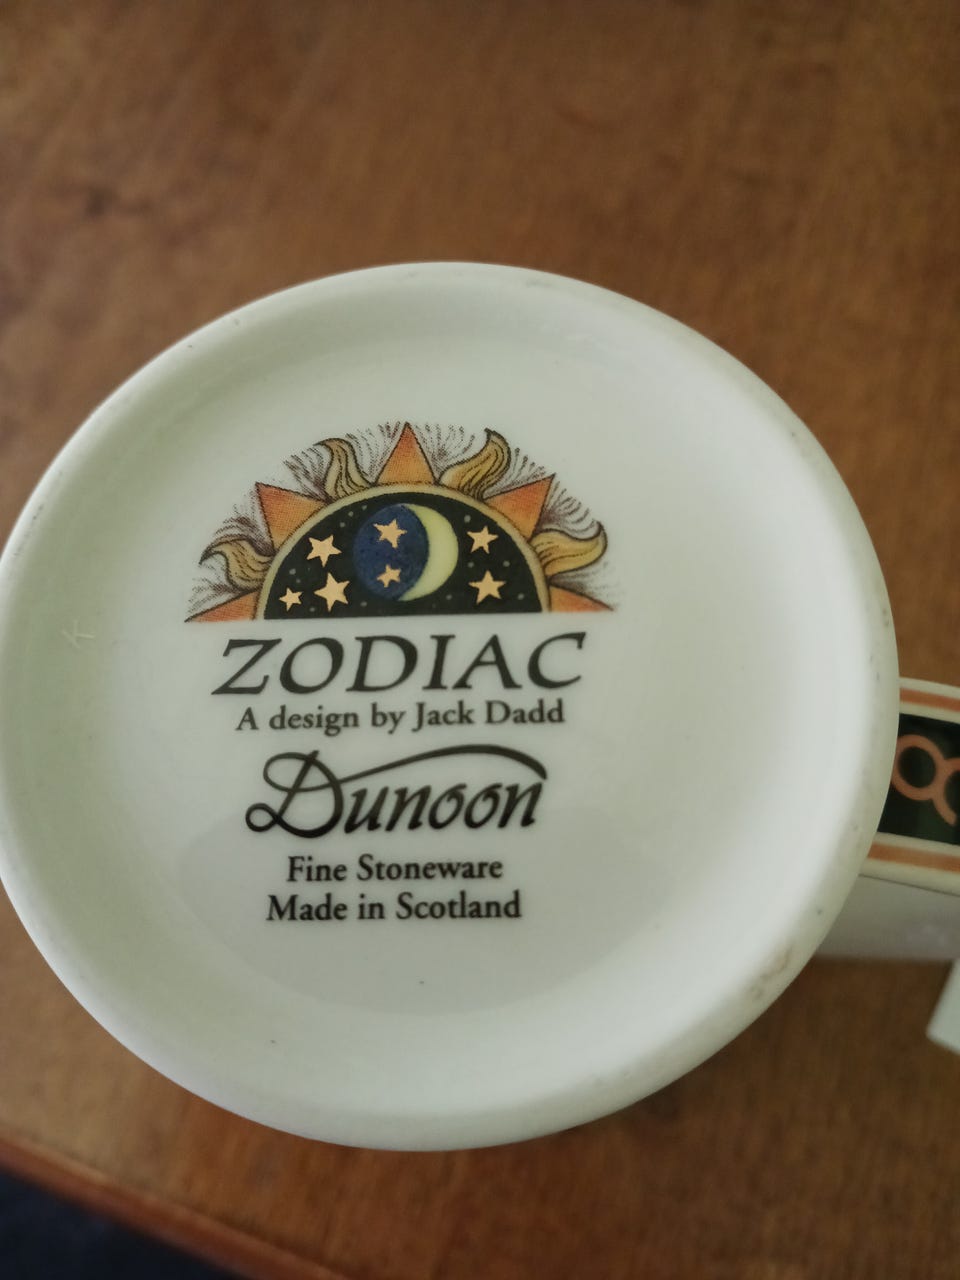 ZODIAC
A design by Jack Dadd
Dunoon
Fine Stoneware
Made in Scotland